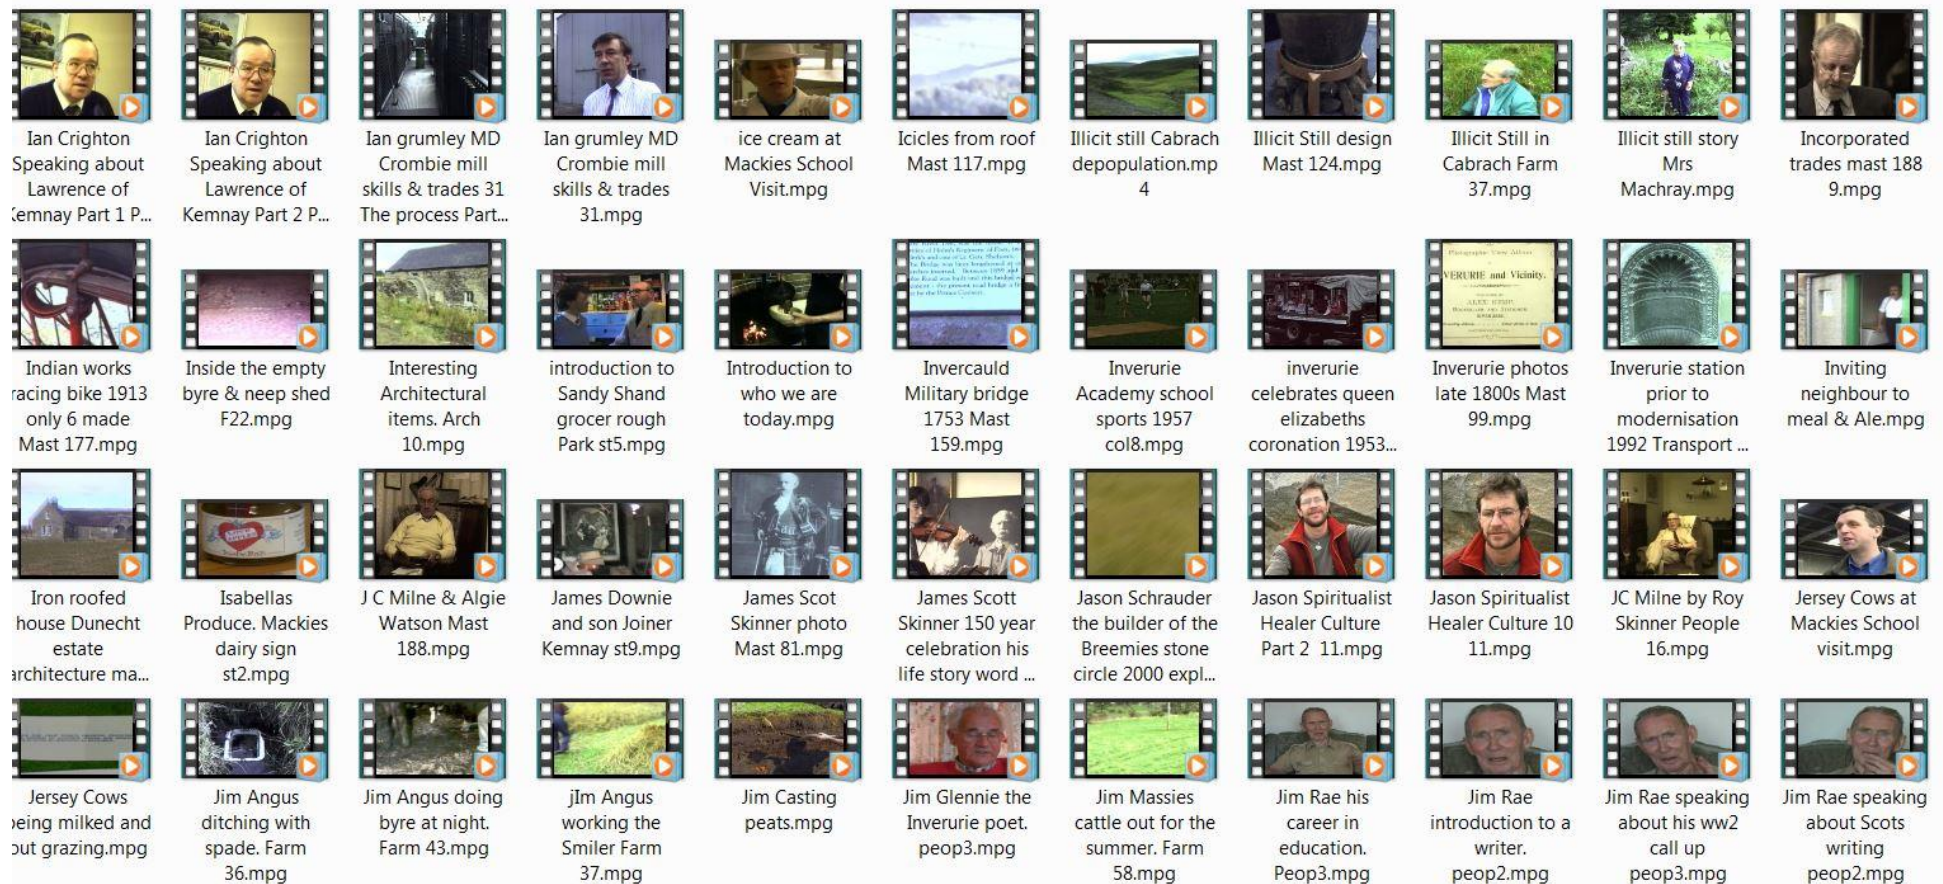 Ian Crighton
Speaking about
Lawrence of
Kemnay Part 1 P...
Ian Crighton
Speaking about
Lawrence of
Kemnay Part 2 P...
Ian grumley MD
Crombie mill
skills & trades 31
The process Part...
Ian grumley MD
Crombie mill
skills & trades
31.mpg
ice cream at
Mackies School
Visit.mpg
Icicles from roof
Mast 117.mpg
Illicit still Cabrach
depopulation.mp
4
Illicit Still design
Mast 124.mpg
Illicit Still in
Cabrach Farm
37.mpg
Illicit still story
Mrs
Machray.mpg
Incorporated
trades mast 188
9.mpg
Indian works
racing bike 1913
only 6 made
Mast 177.mpg
Inside the empty
byre & neep shed
F22.mpg
Interesting
Architectural
items. Arch
10.mpg
introduction to
Sandy Shand
grocer rough
Park st5.mpg
Introduction to
who we are
today.mpg
Invercauld
Military bridge
1753 Mast
159.mpg
Inverurie
Academy school
sports 1957
col8.mpg
inverurie
celebrates queen
elizabeths
coronation 1953...
VERURIE and Vicinity.
Inverurie photos
late 1800s Mast
99.mpg
Inverurie station
prior to
modernisation
1992 Transport ...
Inviting
neighbour to
meal & Ale.mpg
Iron roofed
house Dunecht
estate
architecture ma...
Isabellas
Produce. Mackies
dairy sign
st2.mpg
J C Milne & Algie
Watson Mast
188.mpg
James Downie
and son Joiner
Kemnay st9.mpg
James Scot
Skinner photo
Mast 81.mpg
James Scott
Skinner 150 year
celebration his
life story word ...
Jason Schrauder
the builder of the
Breemies stone
circle 2000 expl...
Jason Spiritualist
Healer Culture
Part 2 11.mpg
Jason Spiritualist
Healer Culture 10
11.mpg
JC Milne by Roy
Skinner People
16.mpg
Jersey Cows at
Mackies School
visit.mpg
Jersey Cows
being milked and
out grazing.mpg
Jim Angus
ditching with
spade. Farm
36.mpg
Jim Angus doing
byre at night.
Farm 43.mpg
jIm Angus
working the
Smiler Farm
37.mpg
Jim Casting
peats.mpg
Jim Glennie the
Inverurie poet.
peop3.mpg
Jim Massies
cattle out for the
summer. Farm
58.mpg
Jim Rae his
career in
education.
Peop3.mpg
Jim Rae
introduction to a
writer.
peop2.mpg
Jim Rae speaking
about his ww2
call up
peop3.mpg
Jim Rae speaking
about Scots
writing
peop2.mpg